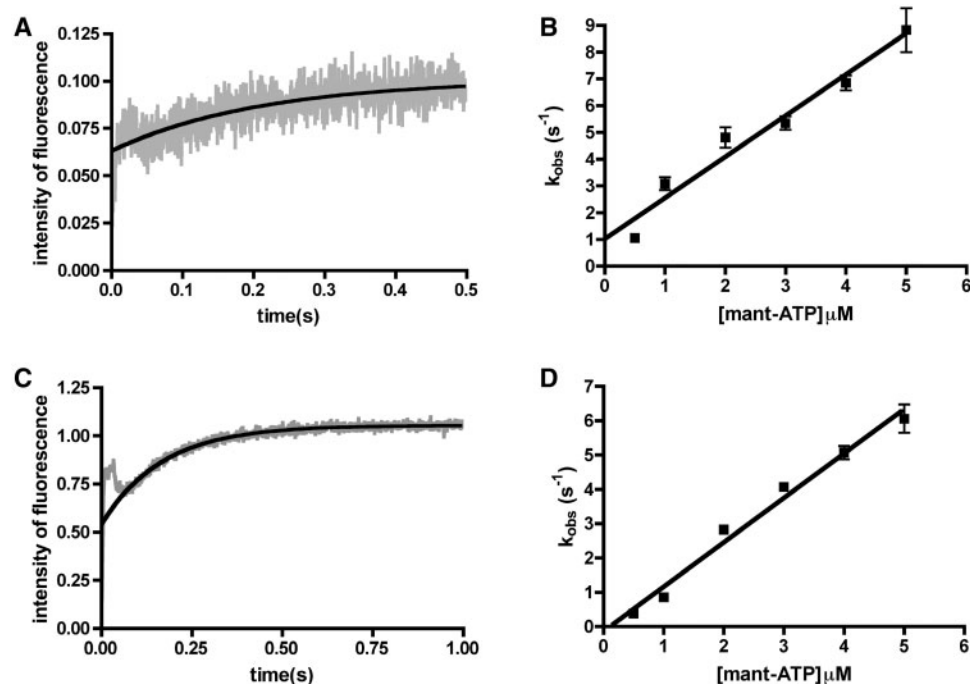 A
intensity of fluorescence
0.125
0.100
0.075
0.050
0.025
0.000
0.0 0.1 0.2 0.3 0.4 0.5
time(s)
B
k_obs (s⁻¹)
9
8
7
6
5
4
3
2
1
0
0 1 2 3 4 5 6
[mant-ATP]μM
C
intensity of fluorescence
1.25
1.00
0.75
0.50
0.25
0.00
0.00 0.25 0.50 0.75 1.00
time(s)
D
k_obs (s⁻¹)
7
6
5
4
3
2
1
0
0 1 2 3 4 5 6
[mant-ATP]μM